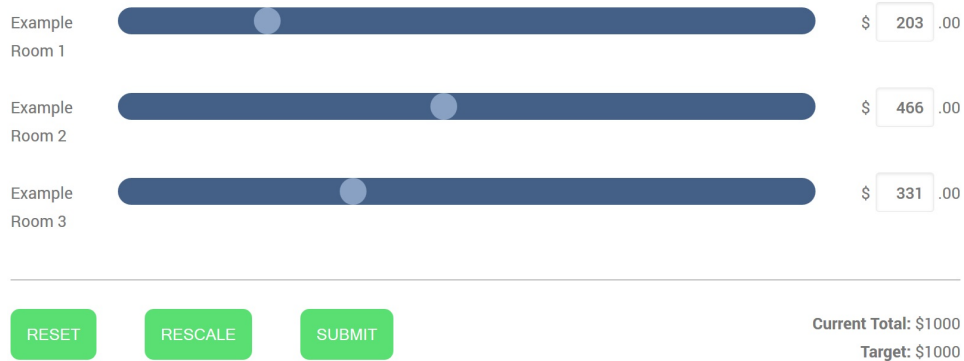 Example $ 203 .00
Room 1
Example $ 466 .00
Room 2
Example $ 331 .00
Room 3
RESET RESCALE SUBMIT
Current Total: $1000
Target: $1000